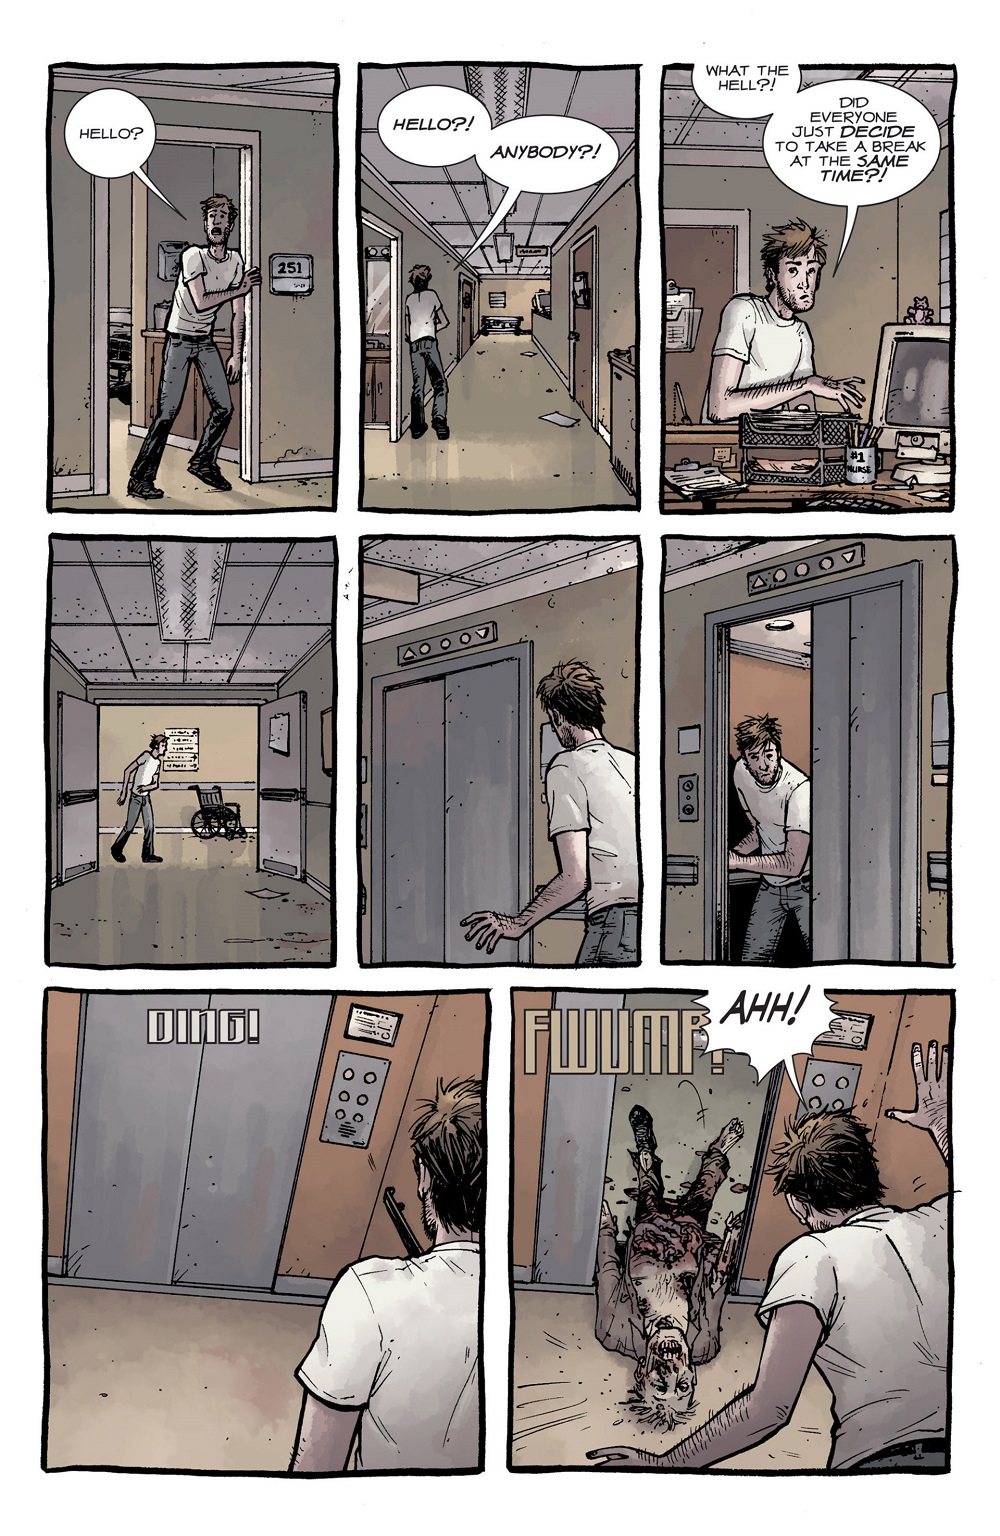 HELLO?
251
HELLO?!
ANYBODY?!
WHAT THE
HELL?!
DID
EVERYONE
JUST DECIDE
TO TAKE A BREAK
AT THE SAME
TIME?!
#1
NURSE
DING!
FWUMP!
AHH!